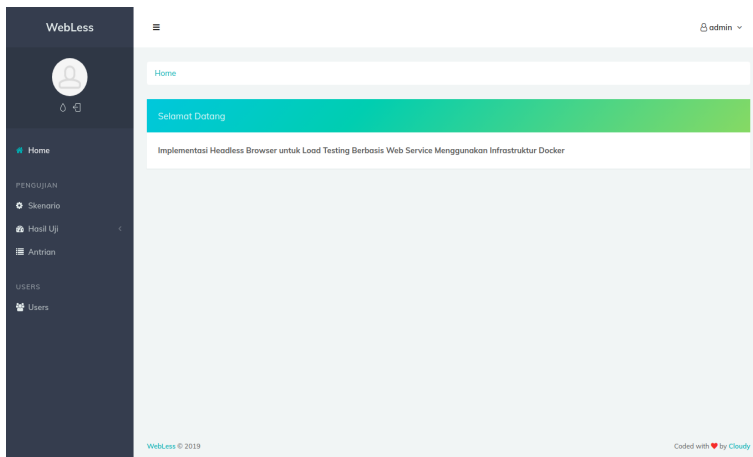 WebLess
admin
Home
Home
Selamat Datang
Implementasi Headless Browser untuk Load Testing Berbasis Web Service Menggunakan Infrastruktur Docker
PENGUJIAN
Skenario
Hasil Uji
Antrian
USERS
Users
WebLess © 2019
Coded with ❤ by Cloudy